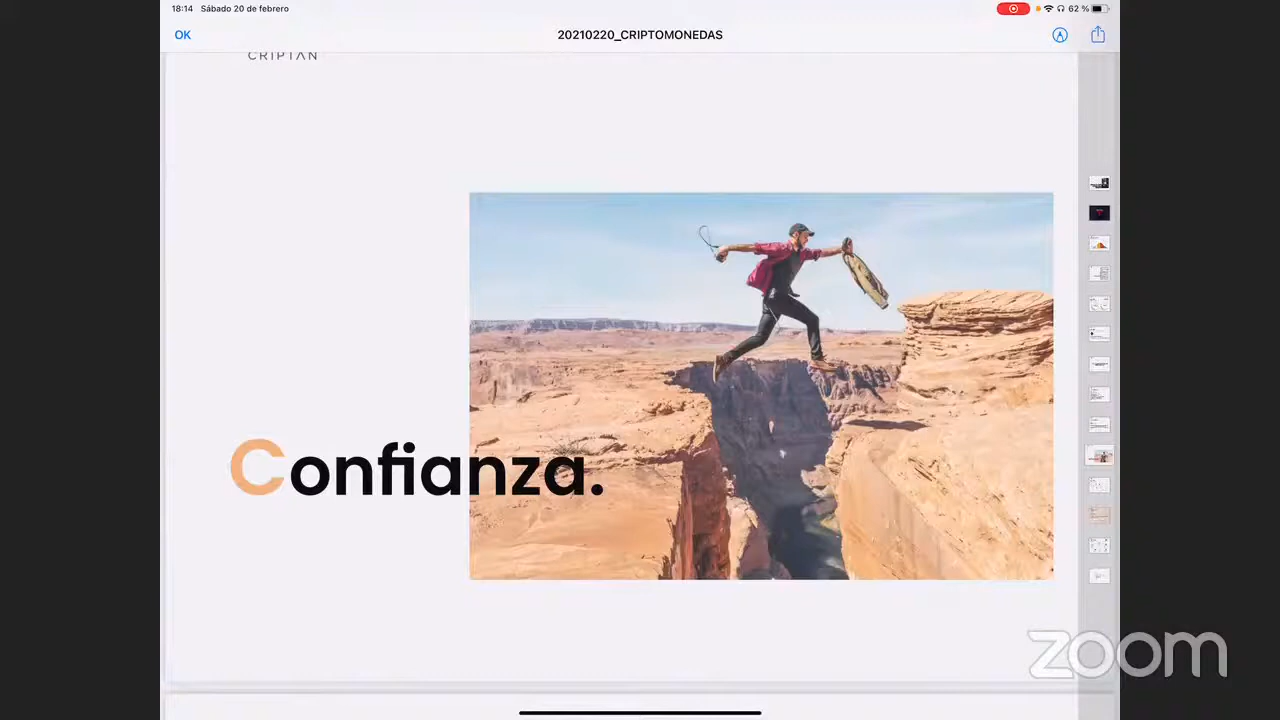 18:14 Sábado 20 de febrero
62 %
OK
20210220_CRIPTOMONEDAS
CRIPTAN
Confianza.
zoom